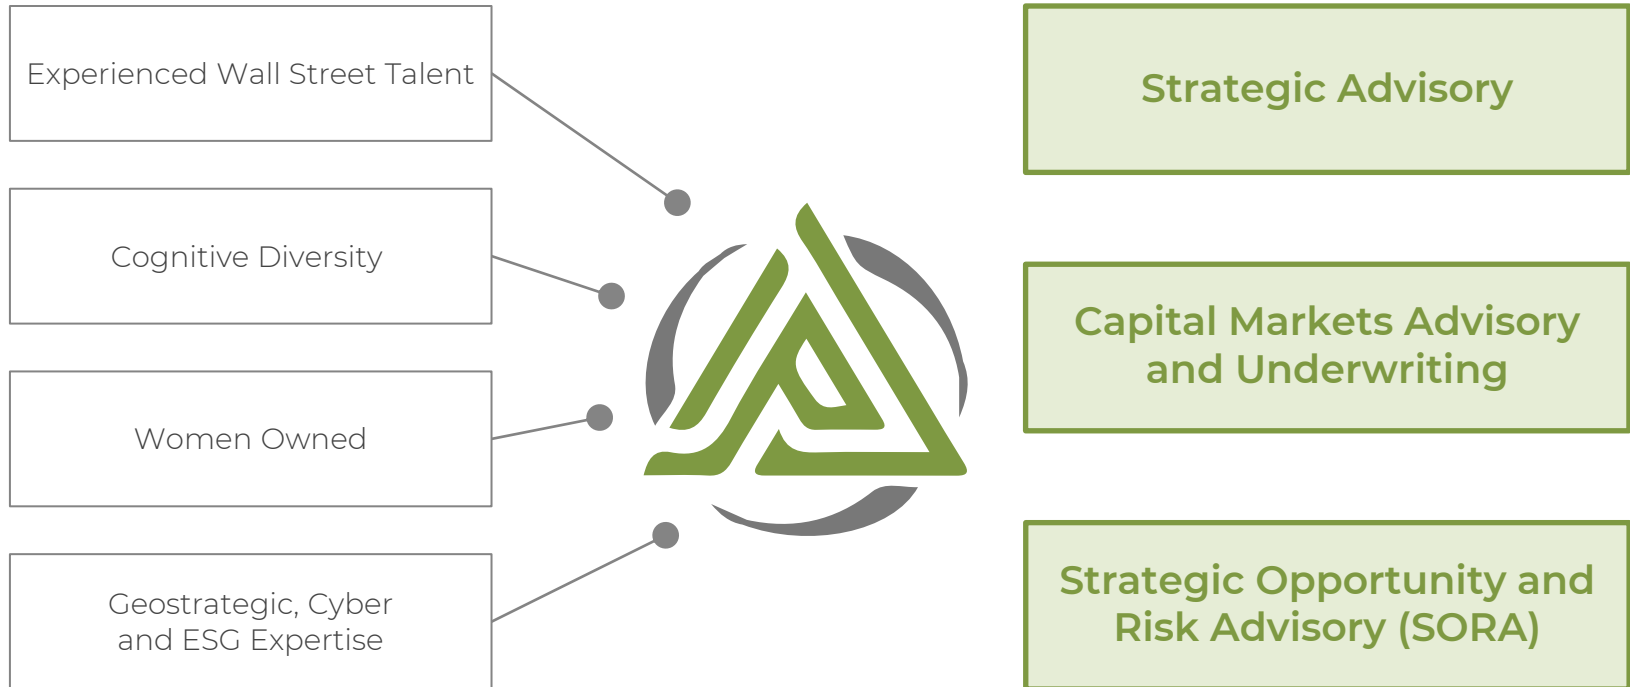 Experienced Wall Street Talent
Cognitive Diversity
Women Owned
Geostrategic, Cyber
and ESG Expertise
Strategic Advisory
Capital Markets Advisory
and Underwriting
Strategic Opportunity and
Risk Advisory (SORA)